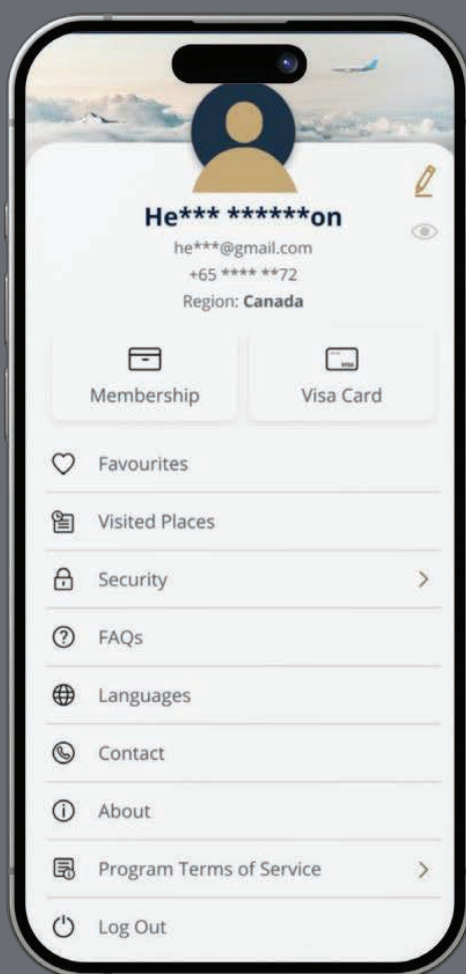 He*** ******on
he***@gmail.com
+65 **** **72
Region: Canada
VISA
Membership
Visa Card
Favourites
Visited Places
Security
FAQs
Languages
Contact
About
Program Terms of Service
Log Out